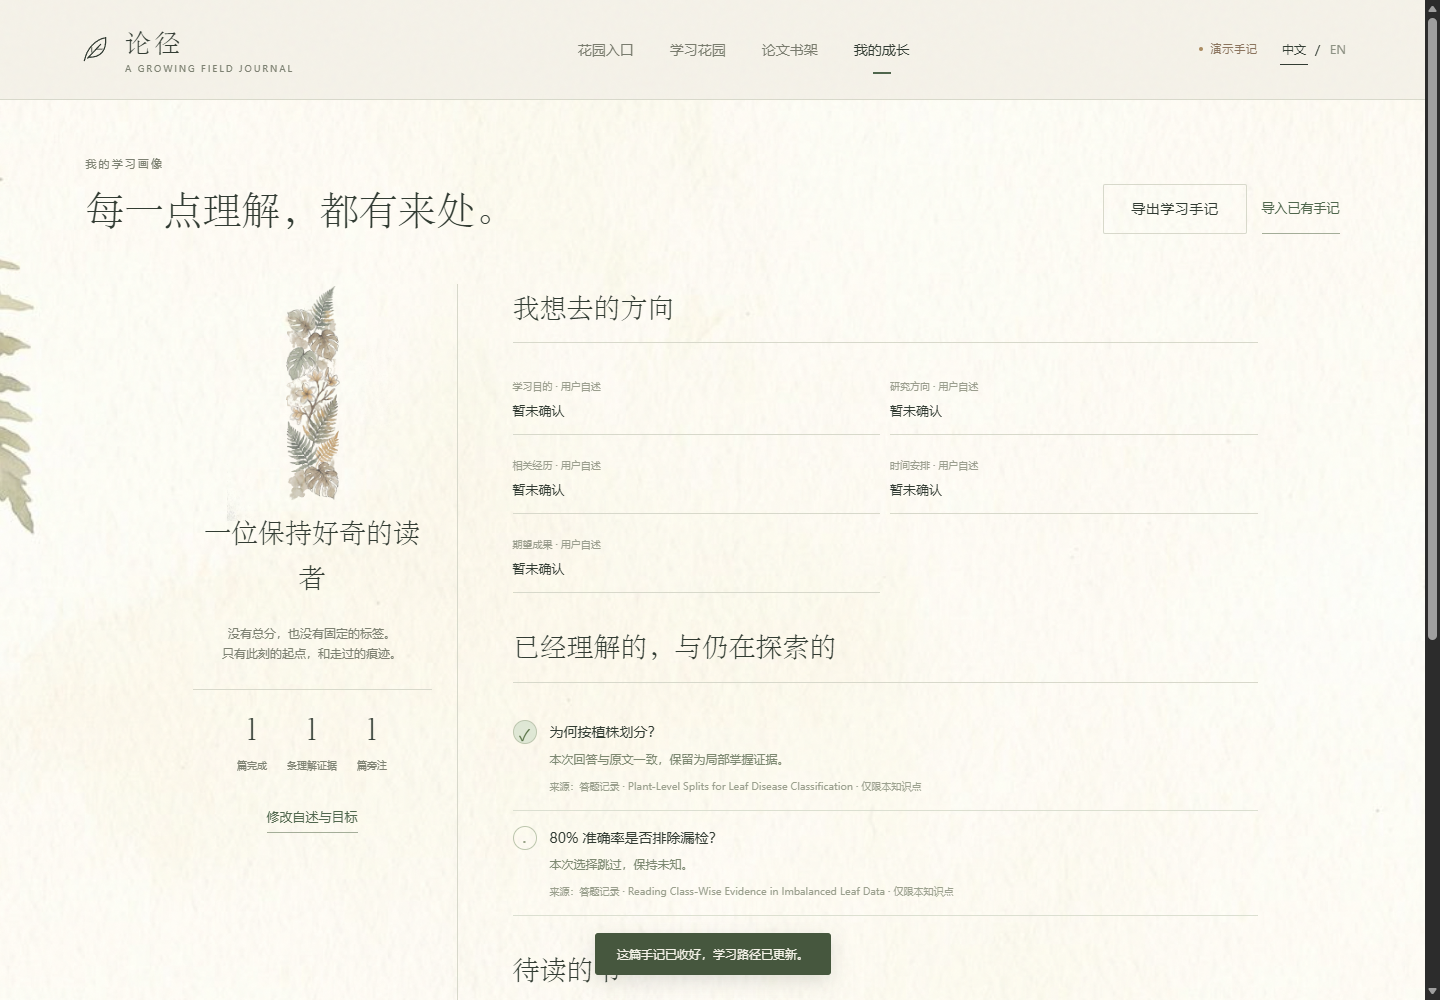 论径
A GROWING FIELD JOURNAL
花园入口
学习花园
论文书架
我的成长
演示手记
中文 / EN
我的学习画像
每一点理解，都有来处。
导出学习手记
导入已有手记
一位保持好奇的读
者
没有总分，也没有固定的标签。
只有此刻的起点，和走过的痕迹。
1 1 1
篇完成 条理解证据 篇旁注
修改自述与目标
我想去的方向
学习目的 · 用户自述
暂未确认
研究方向 · 用户自述
暂未确认
相关经历 · 用户自述
暂未确认
时间安排 · 用户自述
暂未确认
期望成果 · 用户自述
暂未确认
已经理解的，与仍在探索的
为何按植株划分？
本次回答与原文一致，保留为局部掌握证据。
来源：答题记录 · Plant-Level Splits for Leaf Disease Classification · 仅限本知识点
80% 准确率是否排除漏检？
本次选择跳过，保持未知。
来源：答题记录 · Reading Class-Wise Evidence in Imbalanced Leaf Data · 仅限本知识点
待读的
这篇手记已收好，学习路径已更新。